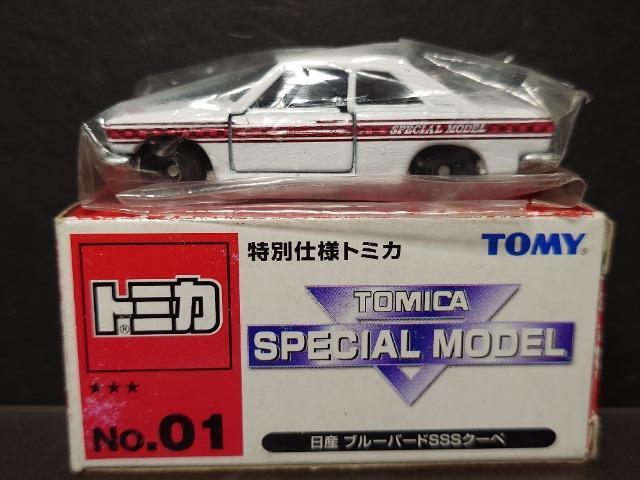 SPECIAL MODEL
特別仕様トミカ
TOMY®
トミカ®
TOMICA
SPECIAL MODEL
★★★
No.01
日産 ブルーバードSSSクーペ